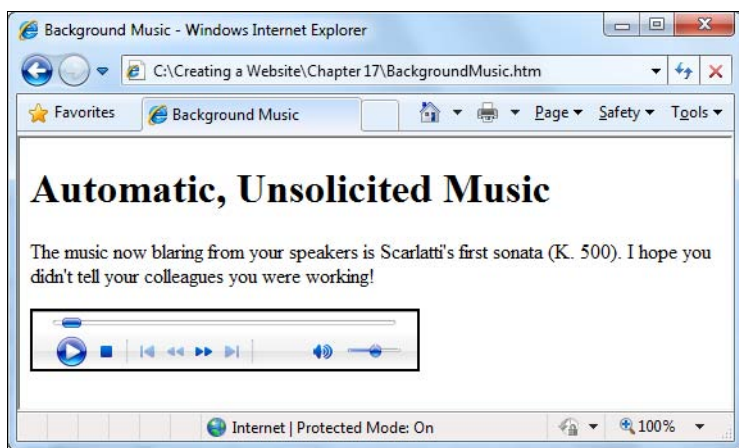 Background Music - Windows Internet Explorer
C:\Creating a Website\Chapter 17\BackgroundMusic.htm
Favorites
Background Music
Page
Safety
Tools
Automatic, Unsolicited Music
The music now blaring from your speakers is Scarlatti's first sonata (K. 500). I hope you
didn't tell your colleagues you were working!
Internet | Protected Mode: On
100%